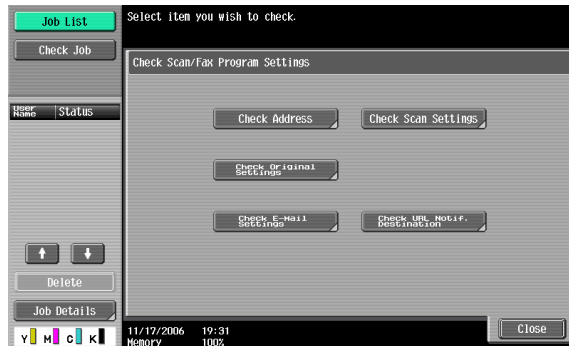 Job List
Select item you wish to check.
Check Job
Check Scan/Fax Program Settings
User
Name
Status
Check Address
Check Scan Settings
Check Original
Settings
Check E-Mail
Settings
Check URL Notif.
Destination
Delete
Job Details
Close
Y M C K
11/17/2006 19:31
Memory 100%